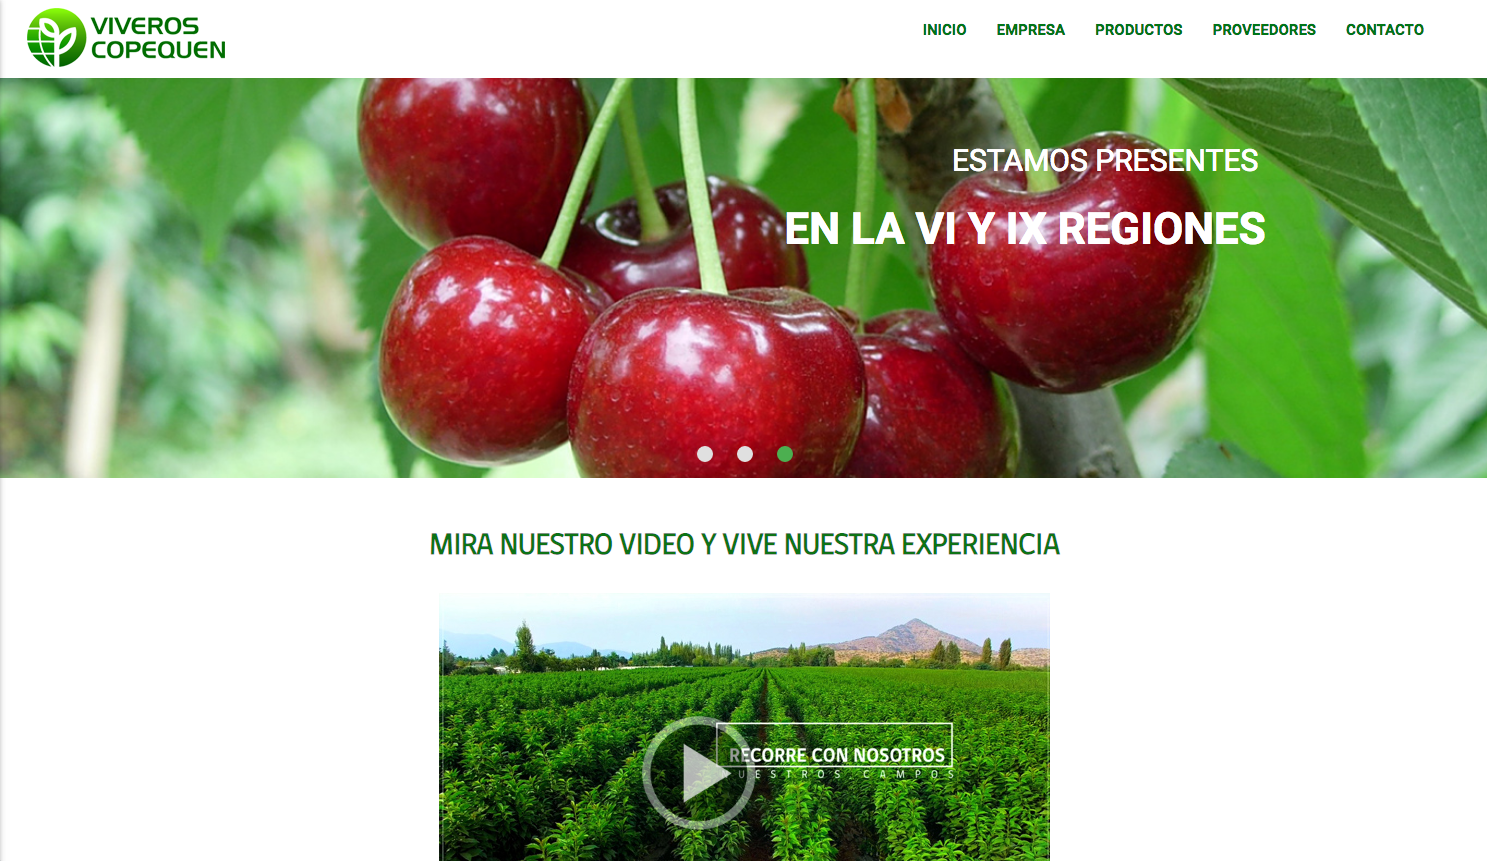 VIVEROS
COPEQUEN
INICIO EMPRESA PRODUCTOS PROVEEDORES CONTACTO
ESTAMOS PRESENTES
EN LA VI Y IX REGIONES
MIRA NUESTRO VIDEO Y VIVE NUESTRA EXPERIENCIA
RECORRE CON NOSOTROS
NUESTROS CAMPOS